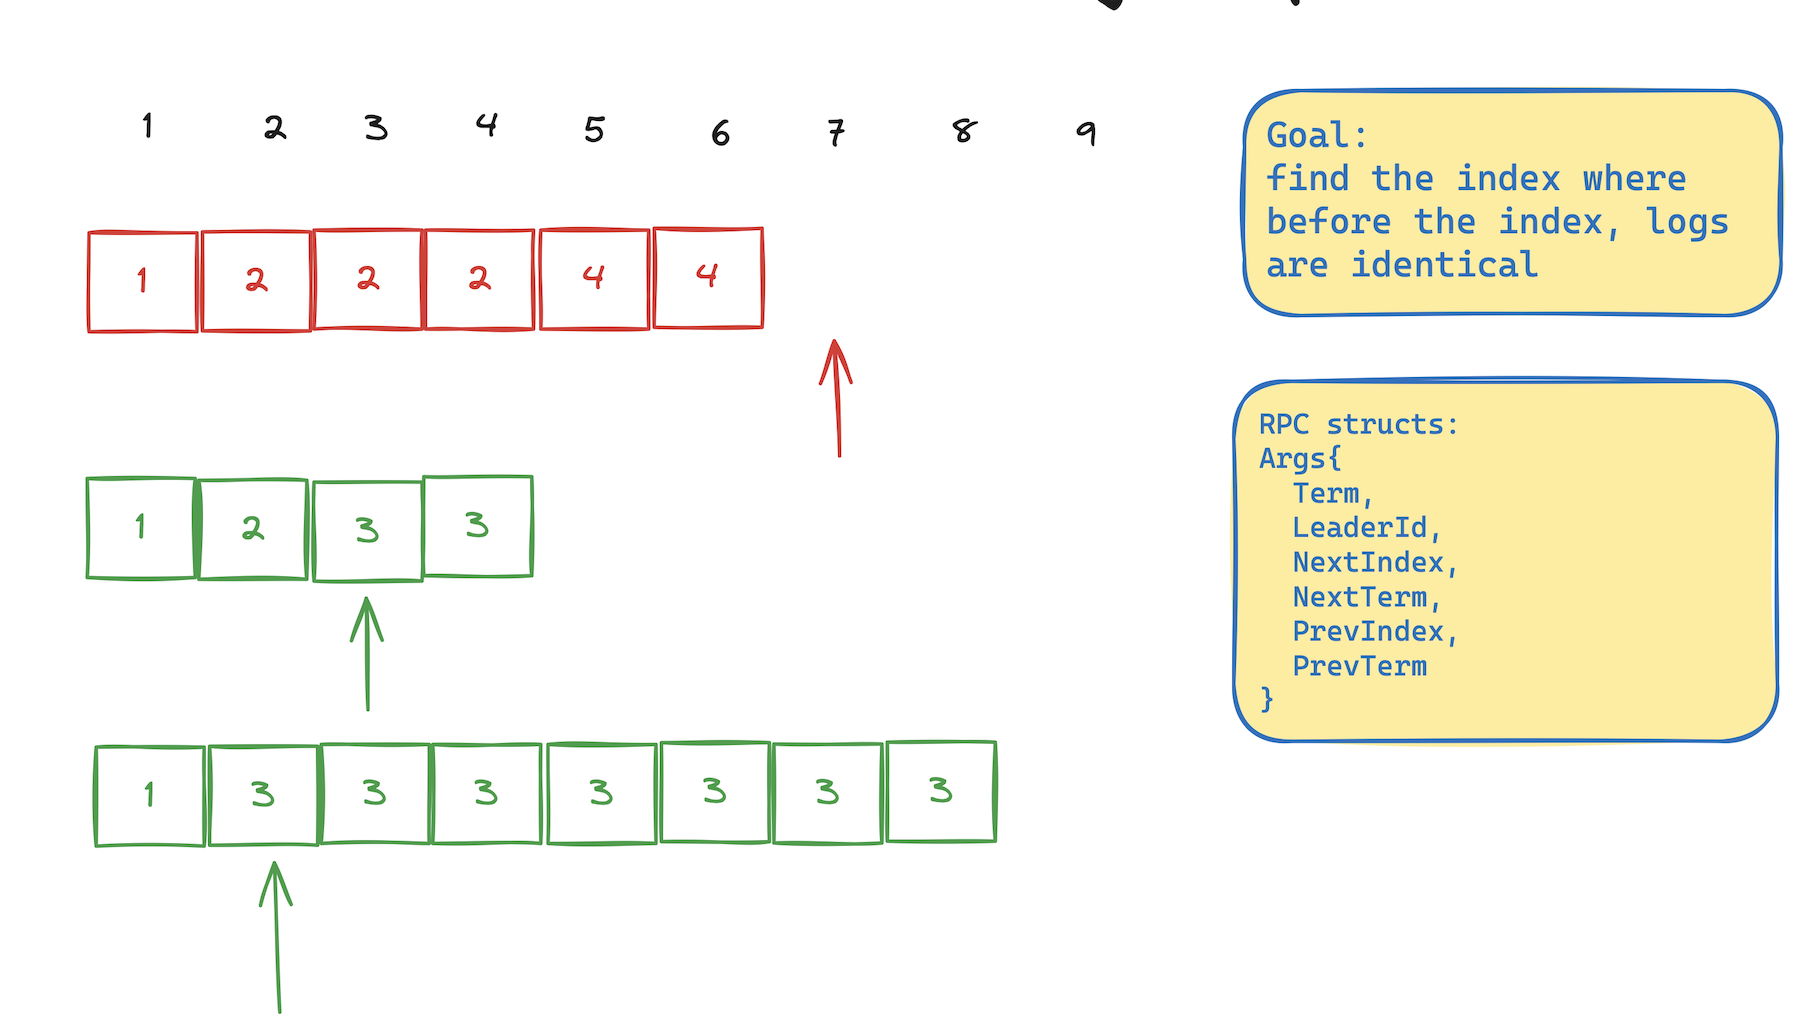 1 2 3 4 5 6 7 8 9
1 2 2 2 4 4
1 2 3 3
1 3 3 3 3 3 3 3
Goal:
find the index where
before the index, logs
are identical
RPC structs:
Args{
Term,
LeaderId,
NextIndex,
NextTerm,
PrevIndex,
PrevTerm
}